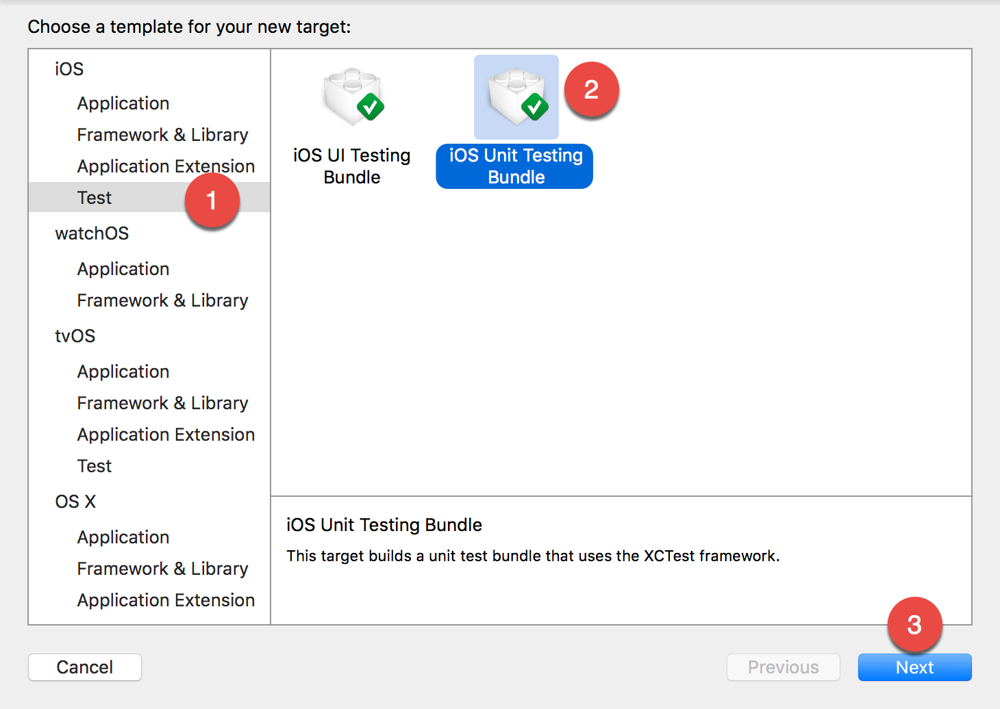 Choose a template for your new target:
iOS
Application
Framework & Library
Application Extension
Test
1
watchOS
Application
Framework & Library
tvOS
Application
Framework & Library
Application Extension
Test
OS X
Application
Framework & Library
Application Extension
iOS UI Testing
Bundle
iOS Unit Testing
Bundle
2
iOS Unit Testing Bundle
This target builds a unit test bundle that uses the XCTest framework.
3
Cancel
Previous
Next